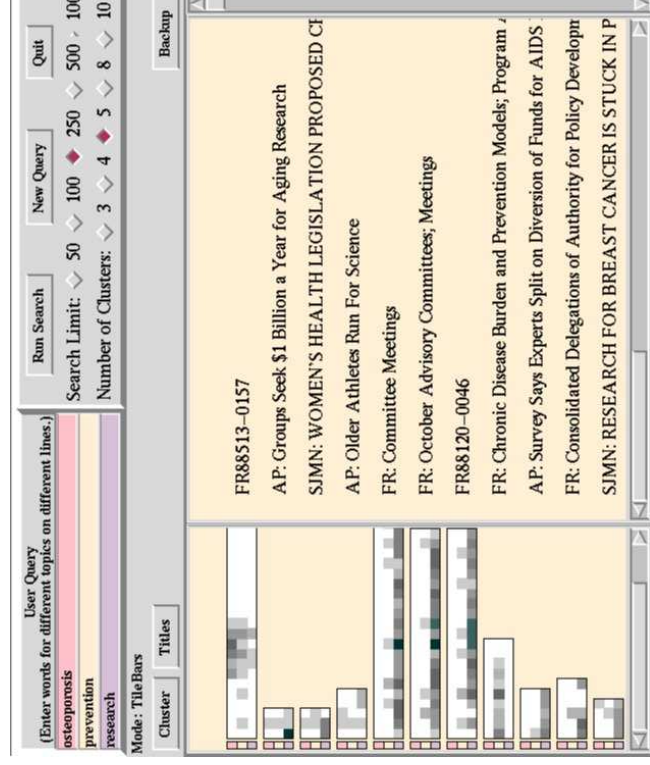 User Query
(Enter words for different topics on different lines.)
osteoporosis
prevention
research
Run Search
New Query
Quit
Search Limit: 50 100 250 500
Number of Clusters: 3 4 5 8 10
Mode: TileBars
Cluster
Titles
Backup
FR88513–0157
AP: Groups Seek $1 Billion a Year for Aging Research
SJMN: WOMEN'S HEALTH LEGISLATION PROPOSED
AP: Older Athletes Run For Science
FR: Committee Meetings
FR: October Advisory Committees; Meetings
FR88120–0046
FR: Chronic Disease Burden and Prevention Models; Program
AP: Survey Says Experts Split on Diversion of Funds for AIDS
FR: Consolidated Delegations of Authority for Policy
SJMN: RESEARCH FOR BREAST CANCER IS STUCK IN